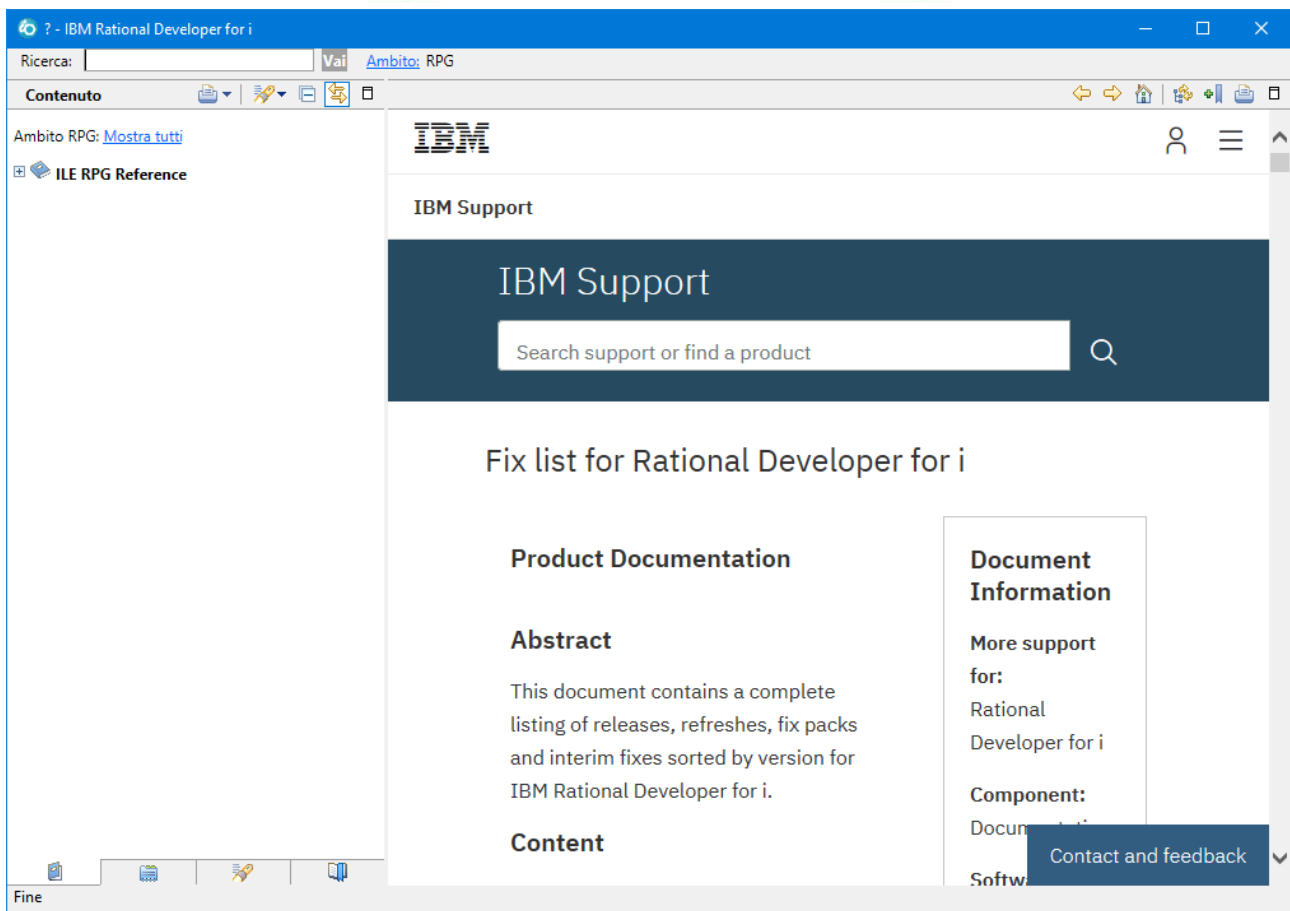 ? - IBM Rational Developer for i
Ricerca: Vai Ambito: RPG
Contenuto
Ambito RPG: Mostra tutti
ILE RPG Reference
IBM
IBM Support
IBM Support
Search support or find a product
Fix list for Rational Developer for i
Product Documentation
Abstract
This document contains a complete
listing of releases, refreshes, fix packs
and interim fixes sorted by version for
IBM Rational Developer for i.
Content
Document
Information
More support
for:
Rational
Developer for i
Component:
Contact and feedback
Fine